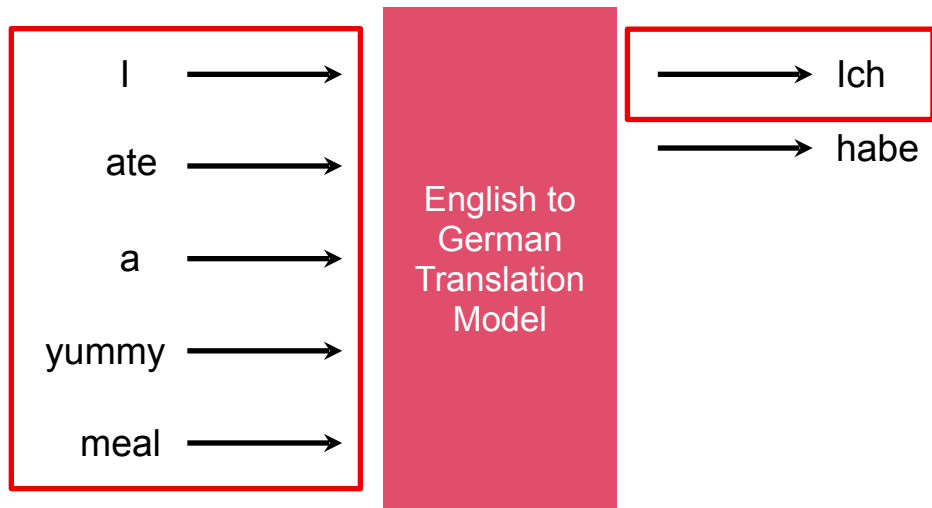 I
ate
a
yummy
meal
English to
German
Translation
Model
Ich
habe